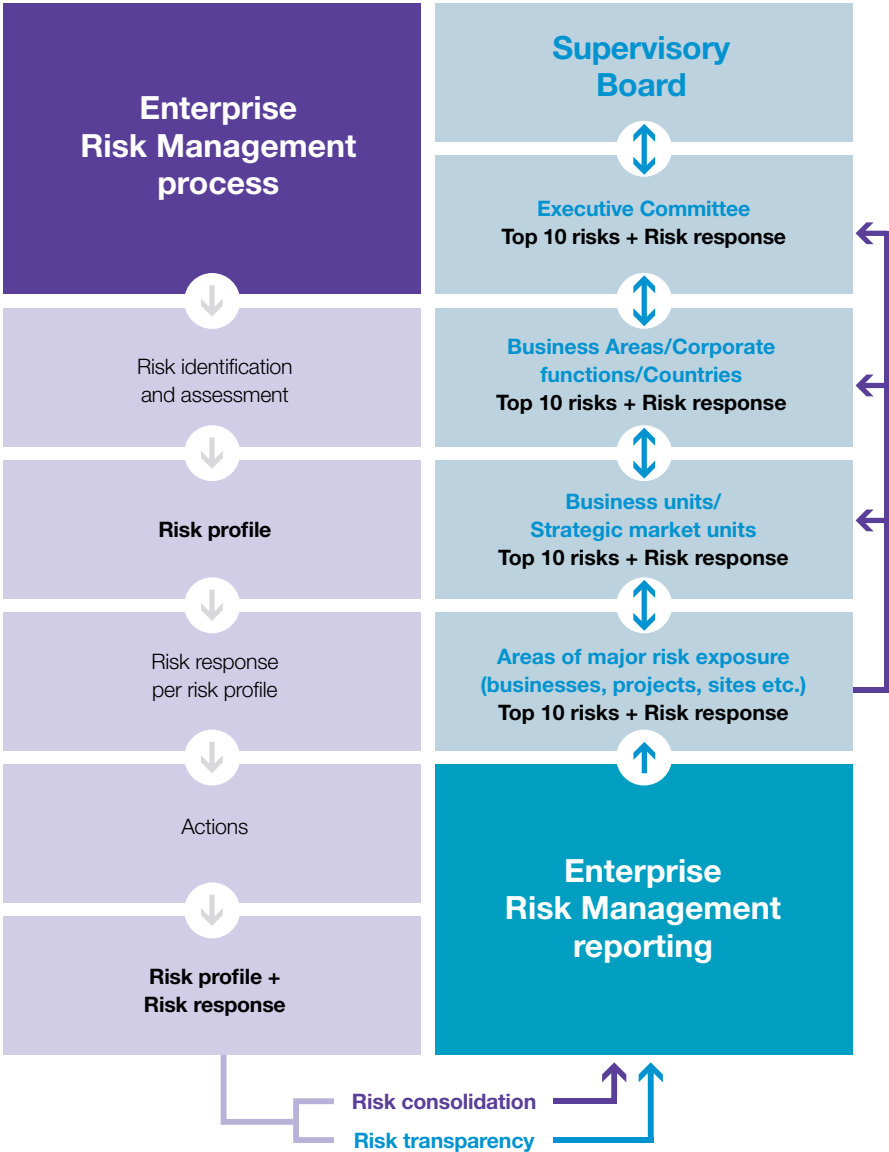 Enterprise
Risk Management
process
Risk identification
and assessment
Risk profile
Risk response
per risk profile
Actions
Risk profile +
Risk response
Supervisory
Board
Executive Committee
Top 10 risks + Risk response
Business Areas/Corporate
functions/Countries
Top 10 risks + Risk response
Business units/
Strategic market units
Top 10 risks + Risk response
Areas of major risk exposure
(businesses, projects, sites etc.)
Top 10 risks + Risk response
Enterprise
Risk Management
reporting
Risk consolidation
Risk transparency